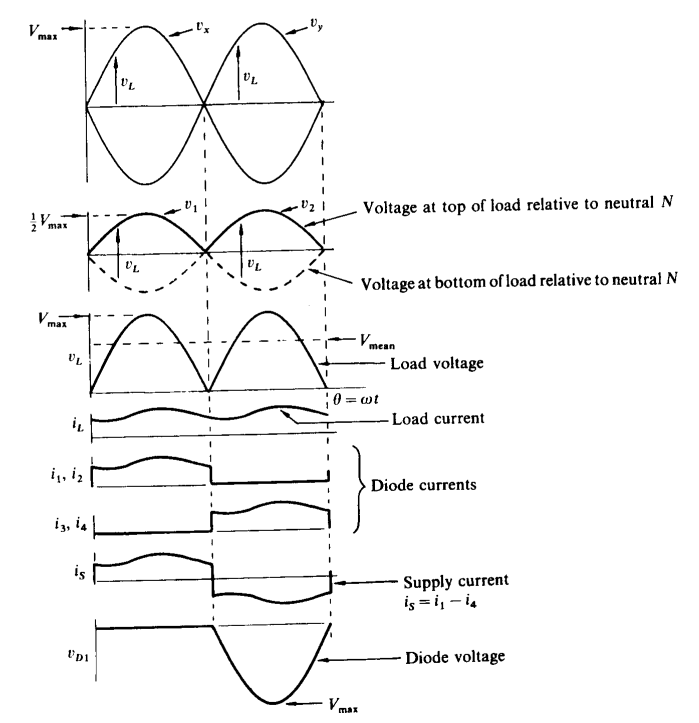 V_max
v_x
v_y
v_L
v_L
½ V_max
v_1
v_2
Voltage at top of load relative to neutral N
v_L
v_L
Voltage at bottom of load relative to neutral N
V_max
V_mean
v_L
Load voltage
θ = ωt
i_L
Load current
i_1, i_2
Diode currents
i_3, i_4
i_S
Supply current
i_S = i_1 − i_4
v_D1
Diode voltage
V_max